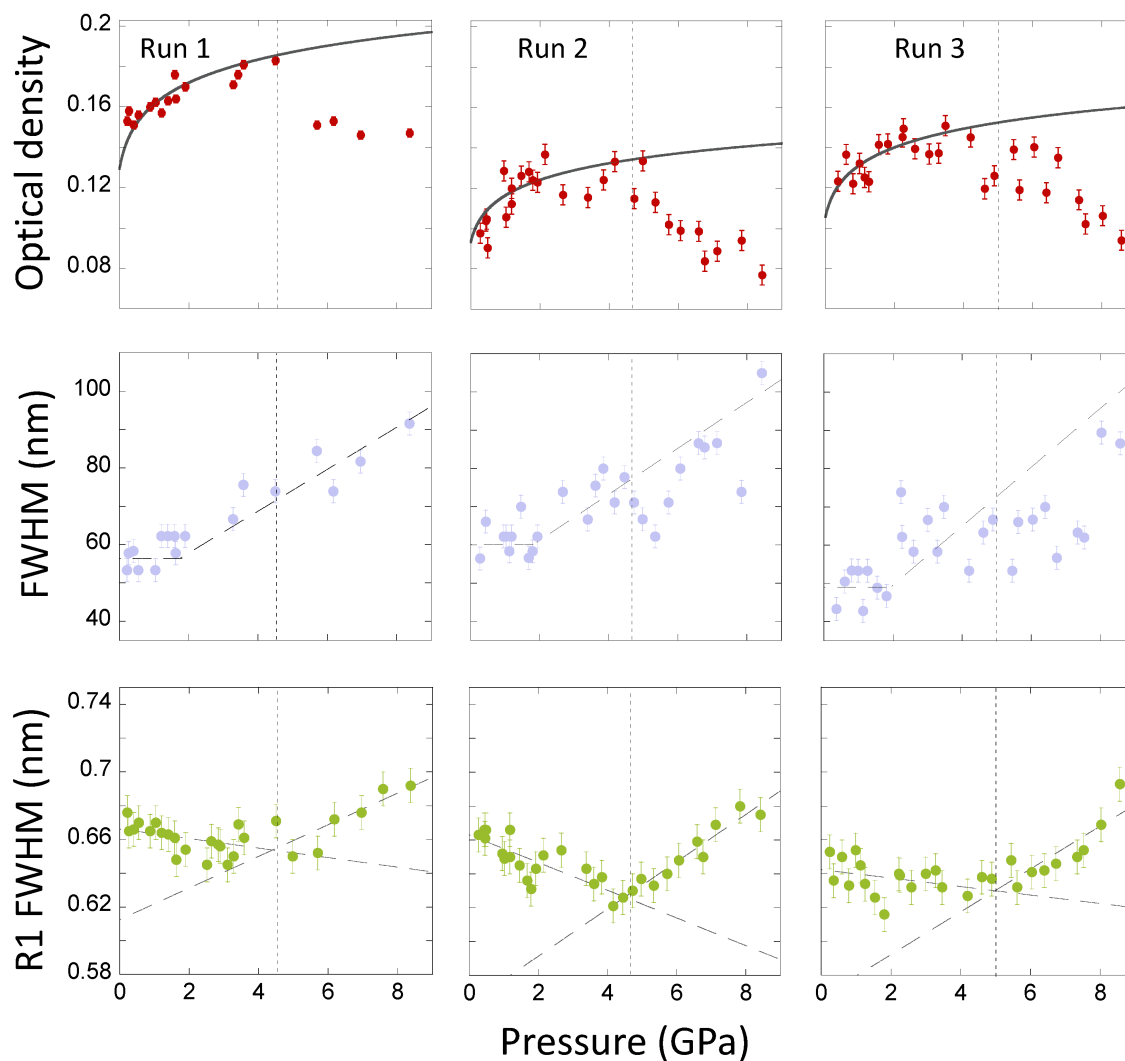 Optical density
0.2
0.16
0.12
0.08
Run 1
Run 2
Run 3
FWHM (nm)
100
80
60
40
R1 FWHM (nm)
0.74
0.7
0.66
0.62
0.58
0 2 4 6 8
0 2 4 6 8
0 2 4 6 8
Pressure (GPa)